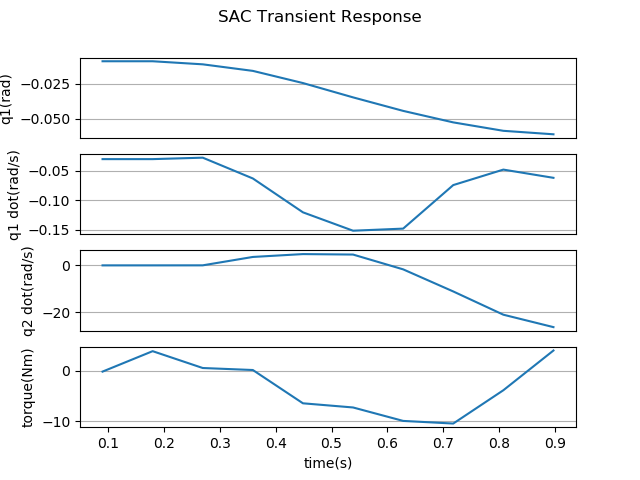 SAC Transient Response
q1(rad)
−0.025
−0.050
q1 dot(rad/s)
−0.05
−0.10
−0.15
q2 dot(rad/s)
0
−20
torque(Nm)
0
−10
0.1 0.2 0.3 0.4 0.5 0.6 0.7 0.8 0.9
time(s)